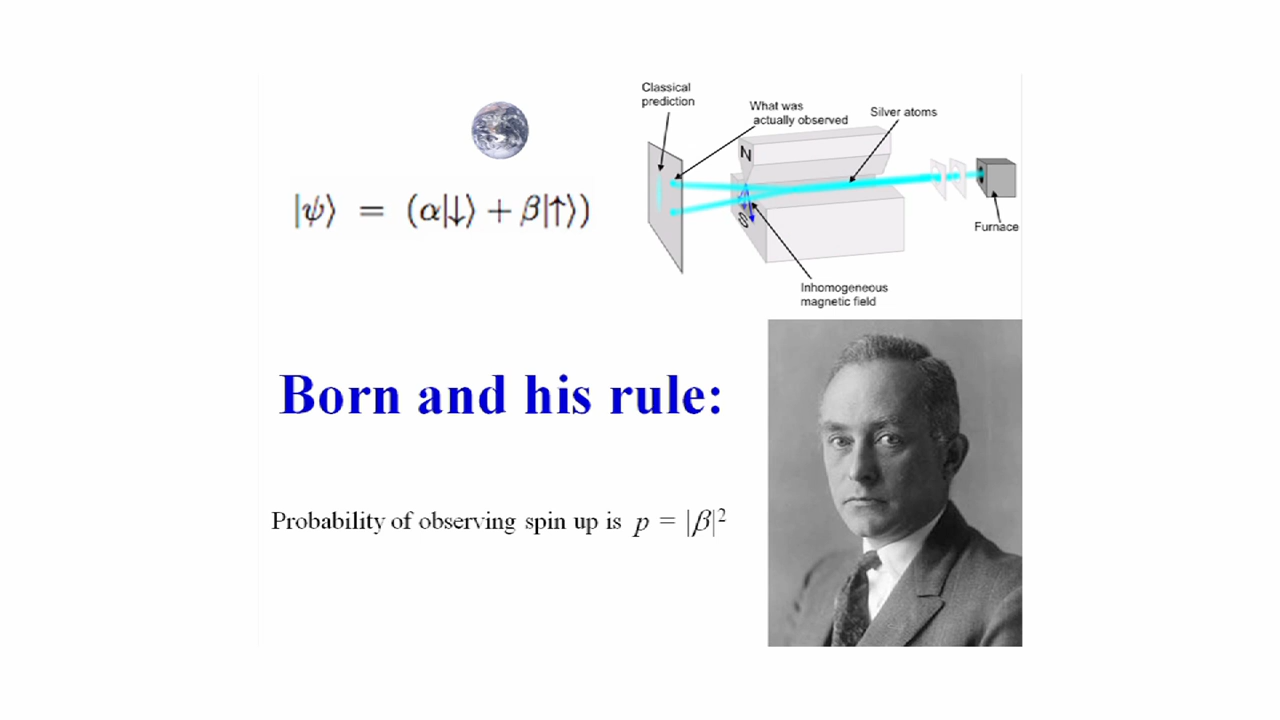 Classical
prediction
What was
actually observed
Silver atoms
N
S
Furnace
Inhomogeneous
magnetic field
|ψ⟩ = (α|↓⟩ + β|↑⟩)
Born and his rule:
Probability of observing spin up is p = |β|²